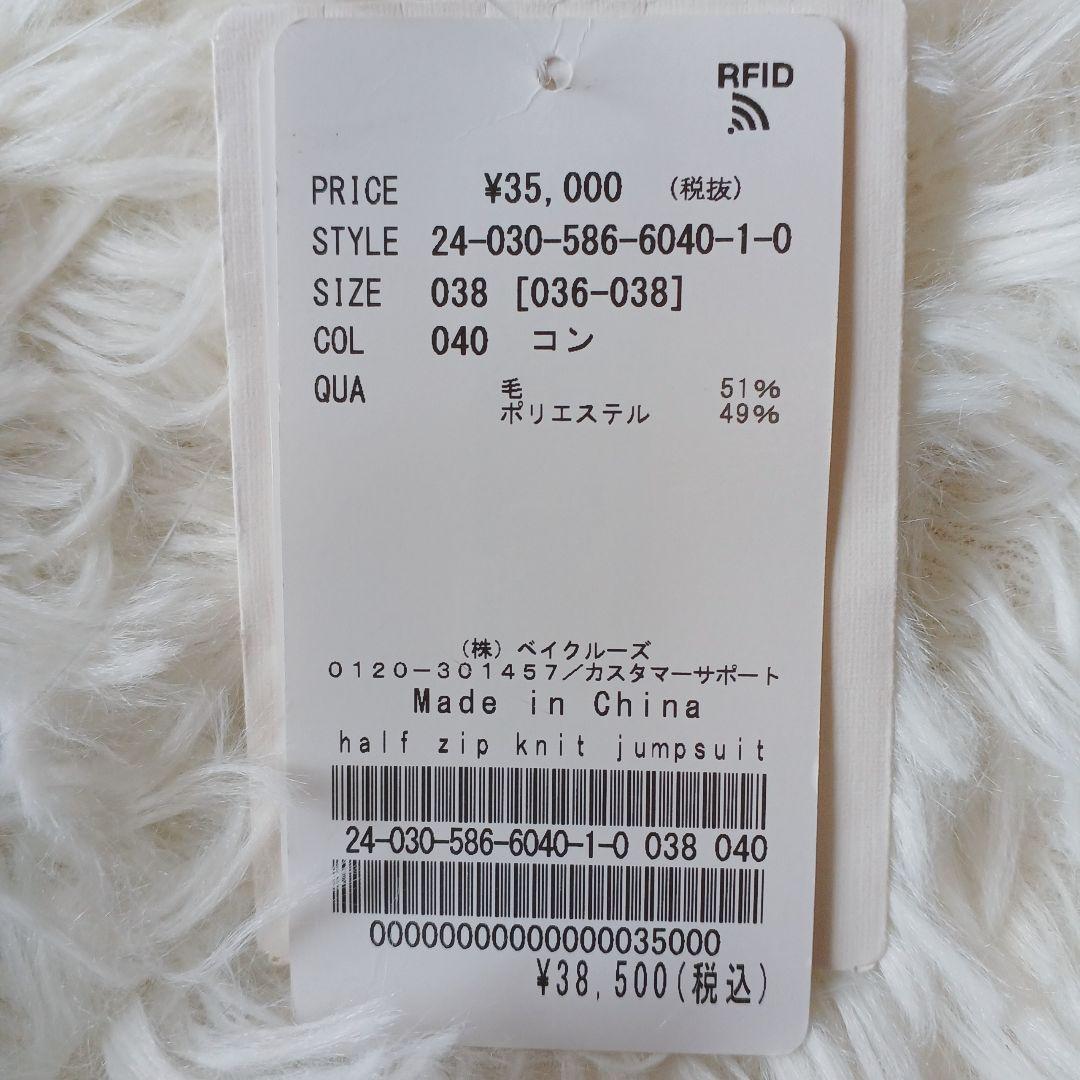 RFID
PRICE ¥35,000 (税抜)
STYLE 24-030-586-6040-1-0
SIZE 038 [036-038]
COL 040 コン
QUA 毛 51%
ポリエステル 49%
(株)ベイクルーズ
0120-301457/カスタマーサポート
Made in China
half zip knit jumpsuit
24-030-586-6040-1-0 038 040
00000000000000035000
¥38,500(税込)